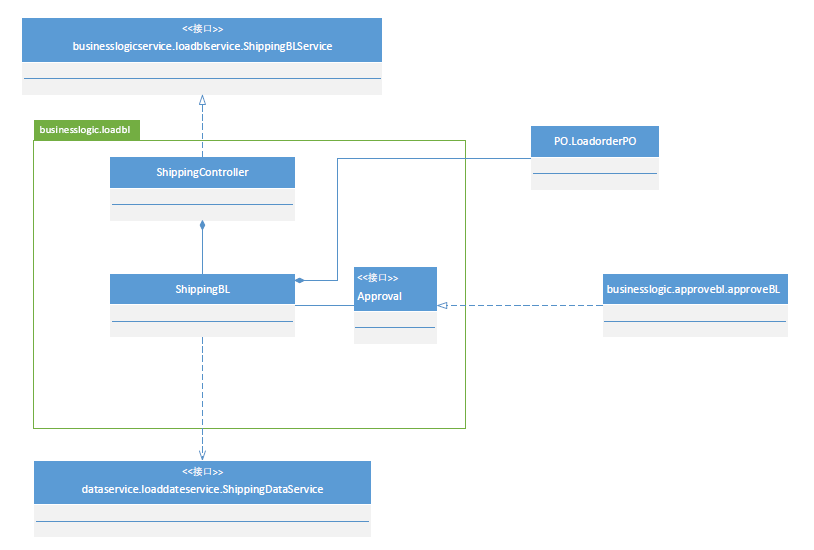 <<接口>>
businesslogicservice.loadblservice.ShippingBLService
businesslogic.loadbl
PO.LoadorderPO
ShippingController
<<接口>>
Approval
ShippingBL
businesslogic.approvebl.approveBL
<<接口>>
dataservice.loaddateservice.ShippingDataService